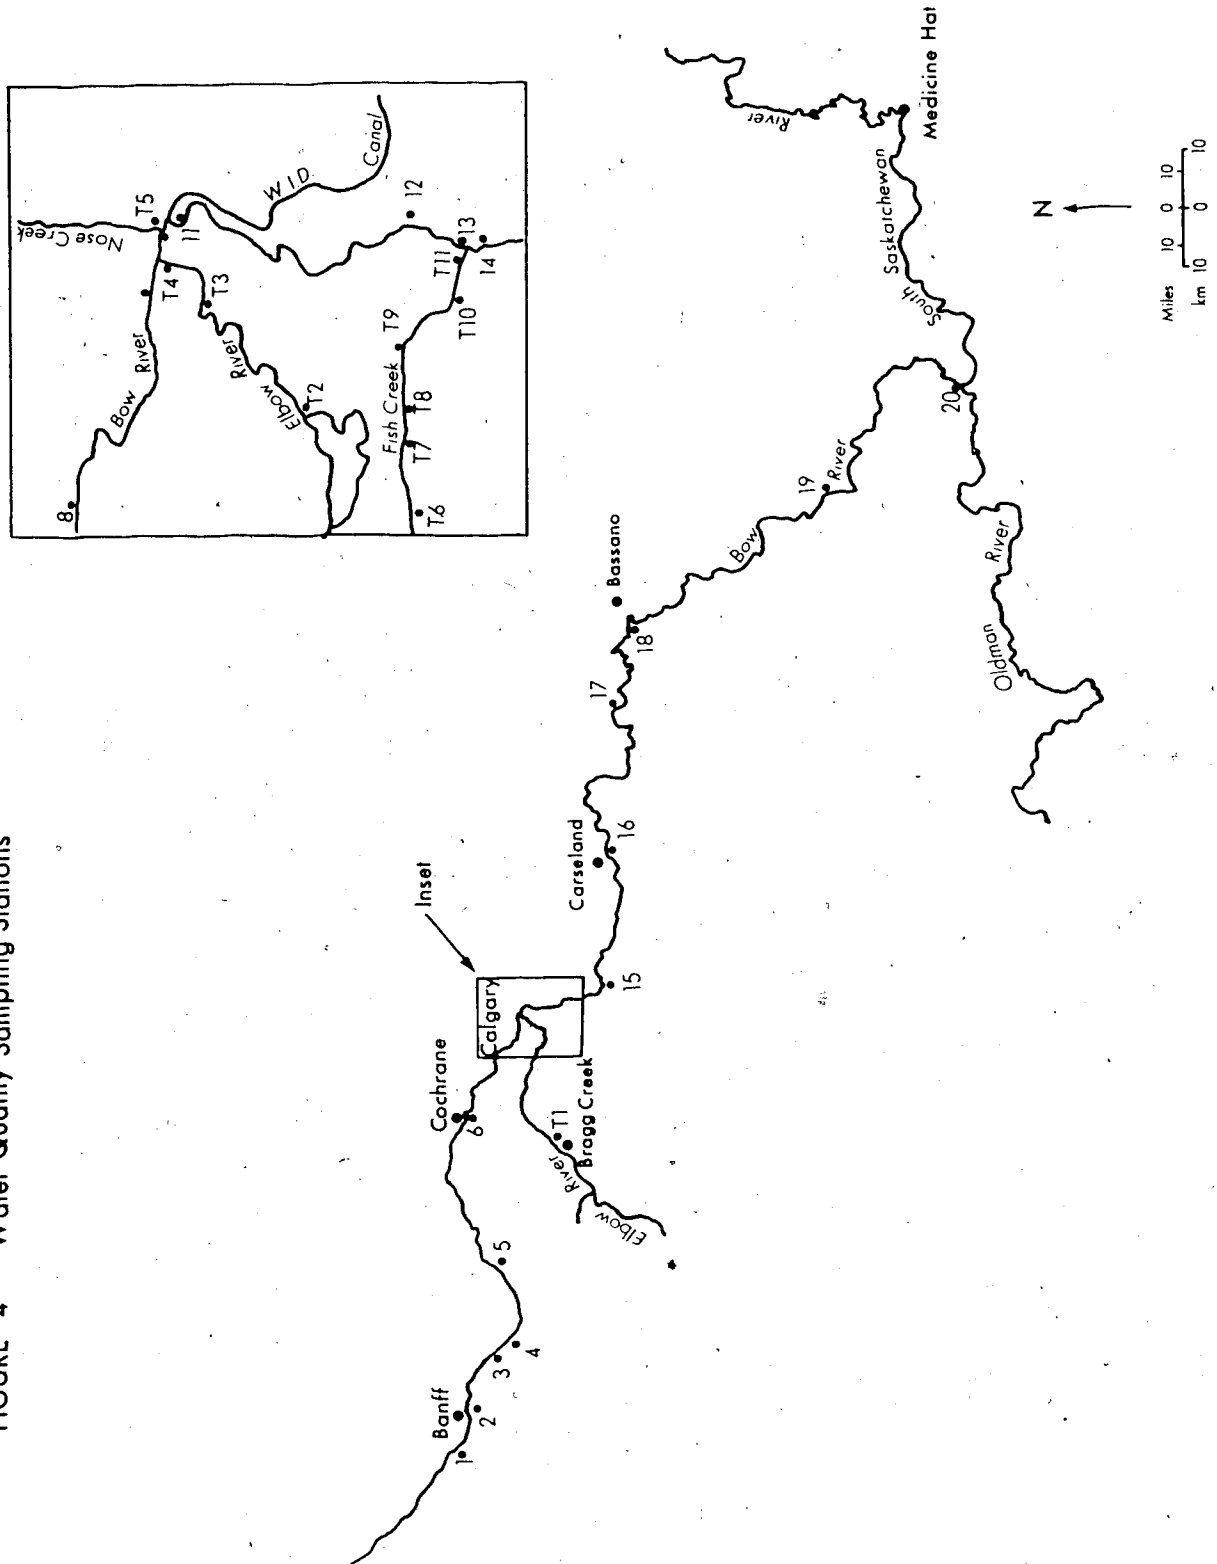 FIGURE 4 Water Quality Sampling Stations
8
Bow River
T4
T5
Nose Creek
11
T3
Elbow River
T2
WID Canal
12
13
14
T11
T10
T9
Fish Creek
T8
T7
T6
Banff
1
2
3
4
5
Cochrane
6
Calgary
Inset
T1
Bragg Creek
Elbow River
15
Carseland
16
17
18
Bassano
Bow River
19
20
Oldman River
South Saskatchewan River
Medicine Hat
N
Miles 10 0 10
km 10 0 10